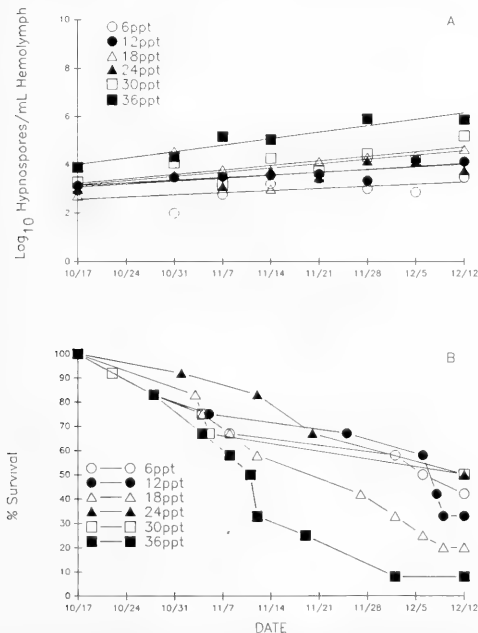 A
○ 6ppt
● 12ppt
△ 18ppt
▲ 24ppt
□ 30ppt
■ 36ppt
Log10 Hypnospores/mL Hemolymph
10
8
6
4
2
0
10/17 10/24 10/31 11/7 11/14 11/21 11/28 12/5 12/12
B
100
90
80
70
60
50
40
30
20
10
0
% Survival
○—○ 6ppt
●—● 12ppt
△—△ 18ppt
▲—▲ 24ppt
□—□ 30ppt
■—■ 36ppt
10/17 10/24 10/31 11/7 11/14 11/21 11/28 12/5 12/12
DATE